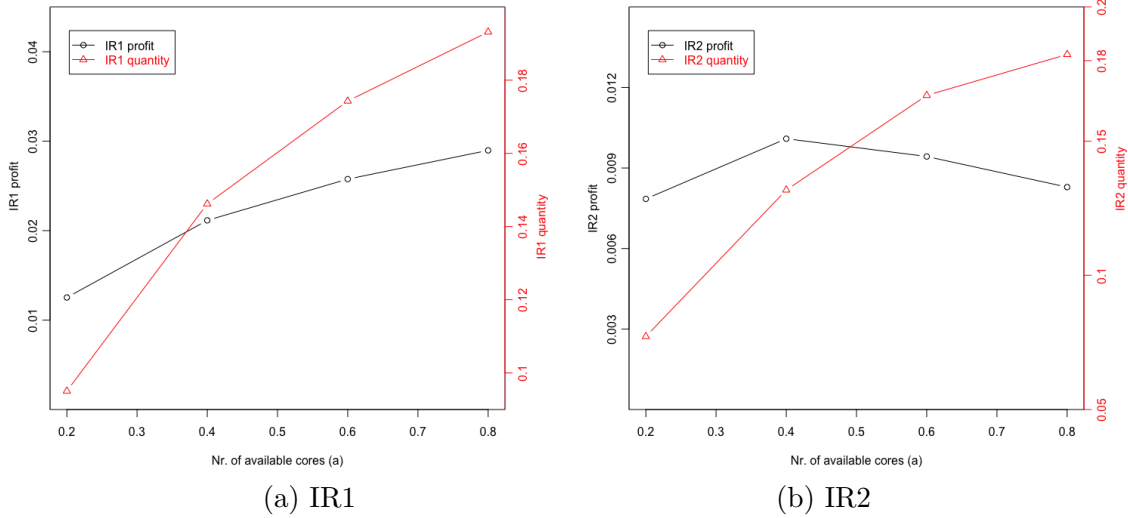 IR1 profit
IR1 quantity
0.04
0.03
0.02
0.01
IR1 profit
0.18
0.16
0.14
0.12
0.1
IR1 quantity
0.2 0.3 0.4 0.5 0.6 0.7 0.8
Nr. of available cores (a)
(a) IR1
IR2 profit
IR2 quantity
0.012
0.009
0.006
0.003
IR2 profit
0.2
0.18
0.15
0.1
0.05
IR2 quantity
0.2 0.3 0.4 0.5 0.6 0.7 0.8
Nr. of available cores (a)
(b) IR2